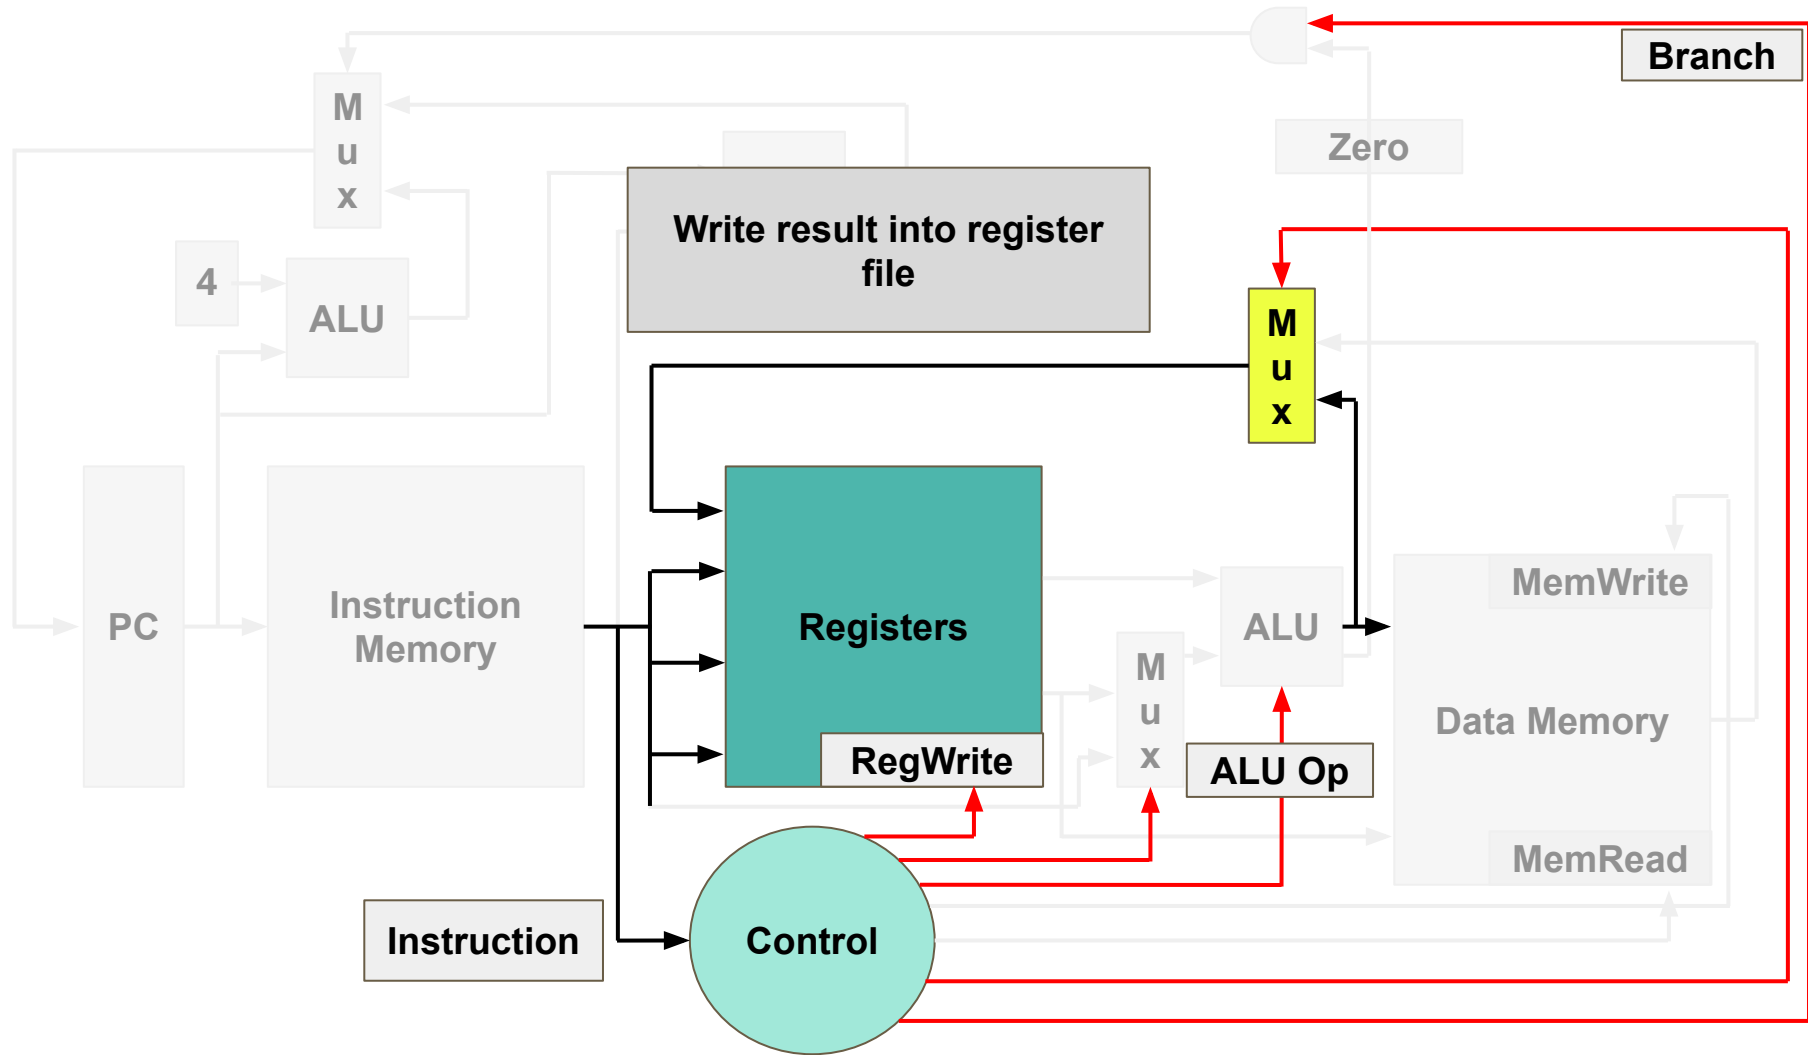 Branch
M
u
x
Zero
Write result into register
file
4
ALU
M
u
x
PC
Instruction
Memory
Registers
RegWrite
M
u
x
ALU
ALU Op
MemWrite
Data Memory
MemRead
Instruction
Control